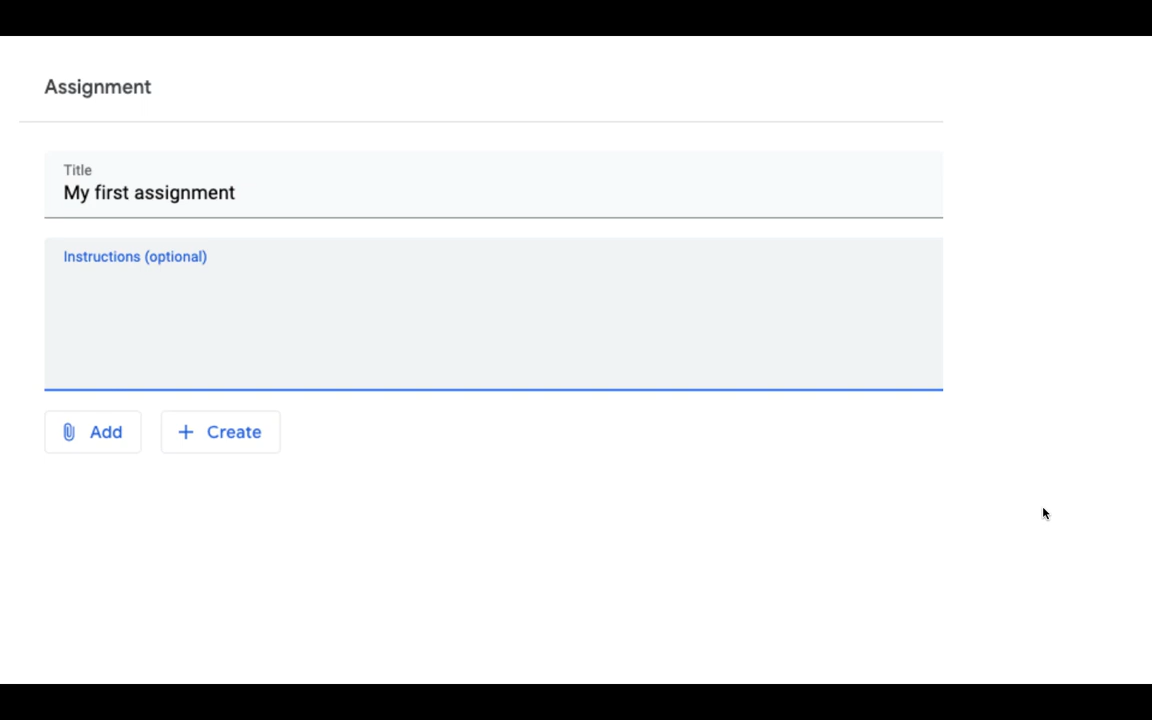 Assignment
Title
My first assignment
Instructions (optional)
Add
Create